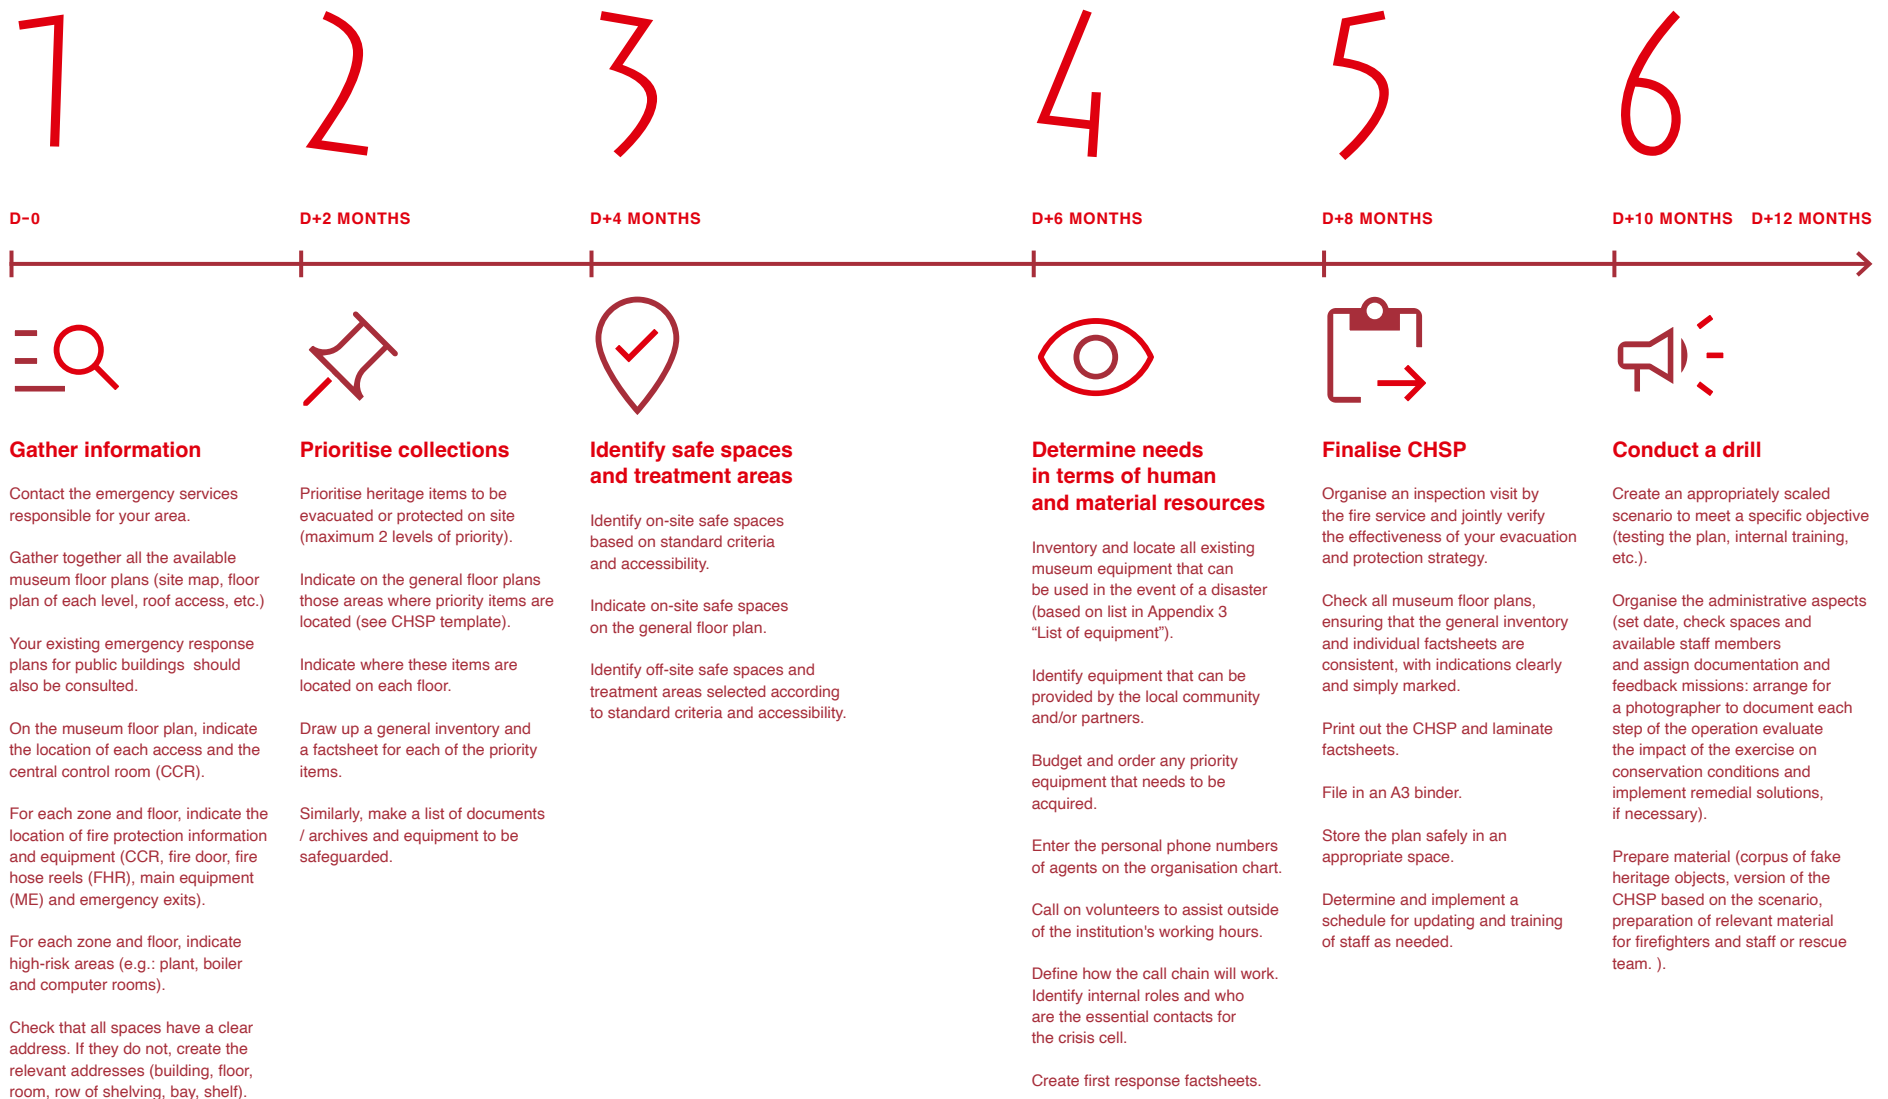 1
2
3
4
5
6
D-0
D+2 MONTHS
D+4 MONTHS
D+6 MONTHS
D+8 MONTHS
D+10 MONTHS
D+12 MONTHS
Gather information
Contact the emergency services
responsible for your area.
Gather together all the available
museum floor plans (site map, floor
plan of each level, roof access, etc.)
Your existing emergency response
plans for public buildings  should
also be consulted.
On the museum floor plan, indicate
the location of each access and the
central control room (CCR).
For each zone and floor, indicate the
location of fire protection information
and equipment (CCR, fire door, fire
hose reels (FHR), main equipment
(ME) and emergency exits).
For each zone and floor, indicate
high-risk areas (e.g.: plant, boiler
and computer rooms).
Check that all spaces have a clear
address. If they do not, create the
relevant addresses (building, floor,
room, row of shelving, bay, shelf).
Prioritise collections
Prioritise heritage items to be
evacuated or protected on site
(maximum 2 levels of priority).
Indicate on the general floor plans
those areas where priority items are
located (see CHSP template).
Indicate where these items are
located on each floor.
Draw up a general inventory and
a factsheet for each of the priority
items.
Similarly, make a list of documents
/ archives and equipment to be
safeguarded.
Identify safe spaces
and treatment areas
Identify on-site safe spaces
based on standard criteria
and accessibility.
Indicate on-site safe spaces
on the general floor plan.
Identify off-site safe spaces and
treatment areas selected according
to standard criteria and accessibility.
Determine needs
in terms of human
and material resources
Inventory and locate all existing
museum equipment that can
be used in the event of a disaster
(based on list in Appendix 3
“List of equipment”).
Identify equipment that can be
provided by the local community
and/or partners.
Budget and order any priority
equipment that needs to be
acquired.
Enter the personal phone numbers
of agents on the organisation chart.
Call on volunteers to assist outside
of the institution's working hours.
Define how the call chain will work.
Identify internal roles and who
are the essential contacts for
the crisis cell.
Create first response factsheets.
Finalise CHSP
Organise an inspection visit by
the fire service and jointly verify
the effectiveness of your evacuation
and protection strategy.
Check all museum floor plans,
ensuring that the general inventory
and individual factsheets are
consistent, with indications clearly
and simply marked.
Print out the CHSP and laminate
factsheets.
File in an A3 binder.
Store the plan safely in an
appropriate space.
Determine and implement a
schedule for updating and training
of staff as needed.
Conduct a drill
Create an appropriately scaled
scenario to meet a specific objective
(testing the plan, internal training,
etc.).
Organise the administrative aspects
(set date, check spaces and
available staff members
and assign documentation and
feedback missions: arrange for
a photographer to document each
step of the operation evaluate
the impact of the exercise on
conservation conditions and
implement remedial solutions,
if necessary).
Prepare material (corpus of fake
heritage objects, version of the
CHSP based on the scenario,
preparation of relevant material
for firefighters and staff or rescue
team. ).